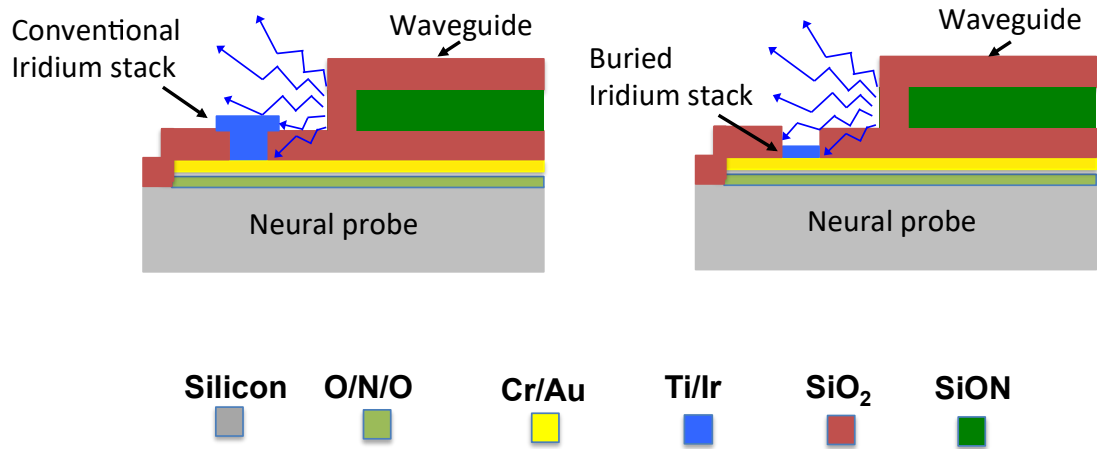 Conventional
Iridium stack
Waveguide
Neural probe
Buried
Iridium stack
Waveguide
Neural probe
Silicon O/N/O Cr/Au Ti/Ir SiO₂ SiON